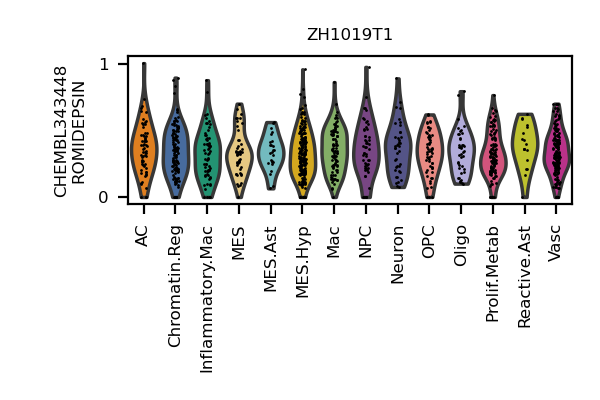 ZH1019T1
CHEMBL343448
ROMIDEPSIN
1
0
AC
Chromatin.Reg
Inflammatory.Mac
MES
MES.Ast
MES.Hyp
Mac
NPC
Neuron
OPC
Oligo
Prolif.Metab
Reactive.Ast
Vasc